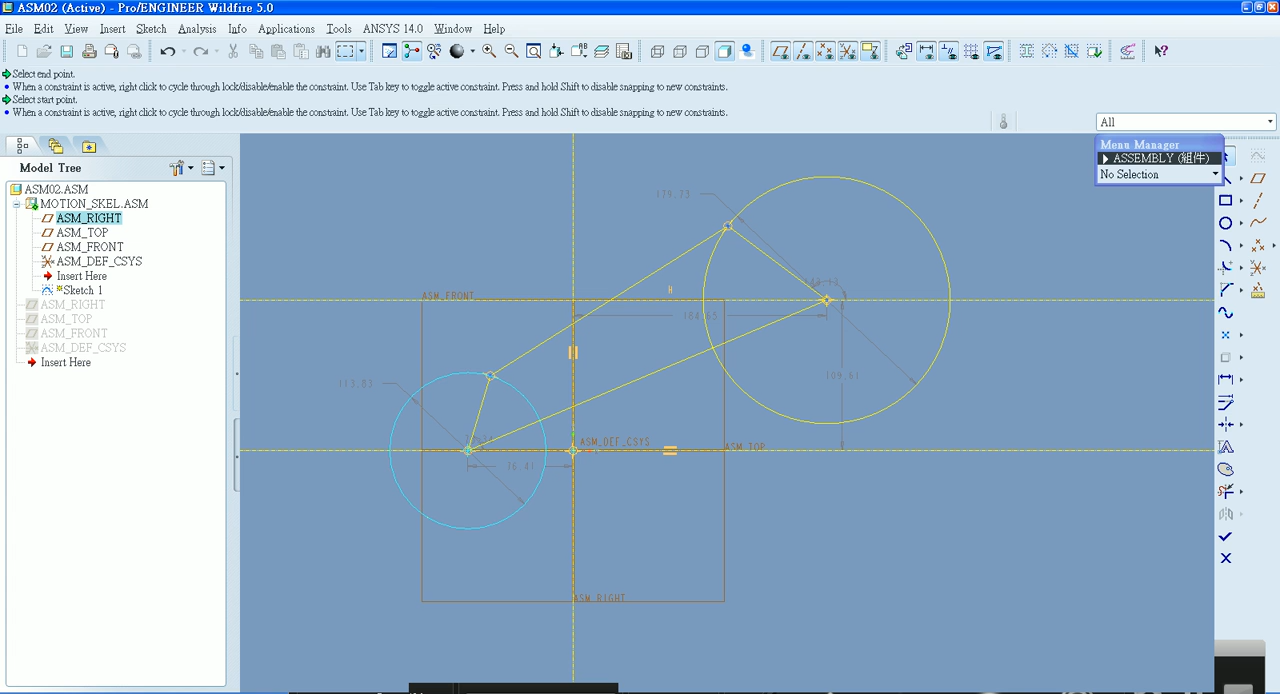 ASM02 (Active) - Pro/ENGINEER Wildfire 5.0
File Edit View Insert Sketch Analysis Info Applications Tools ANSYS 14.0 Window Help
Select end point.
When a constraint is active, right click to cycle through lock/disable/enable the constraint. Use Tab key to toggle active constraint. Press and hold Shift to disable snapping to new constraints.
Select start point.
When a constraint is active, right click to cycle through lock/disable/enable the constraint. Use Tab key to toggle active constraint. Press and hold Shift to disable snapping to new constraints.
All
Menu Manager
ASSEMBLY (組件)
No Selection
Model Tree
ASM02.ASM
MOTION_SKEL.ASM
ASM_RIGHT
ASM_TOP
ASM_FRONT
ASM_DEF_CSYS
Insert Here
*Sketch 1
ASM_RIGHT
ASM_TOP
ASM_FRONT
ASM_DEF_CSYS
Insert Here
179.73
ASM_FRONT
H
184.65
109.61
113.83
ASM_DEF_CSYS
ASM_TOP
76.41
ASM_RIGHT